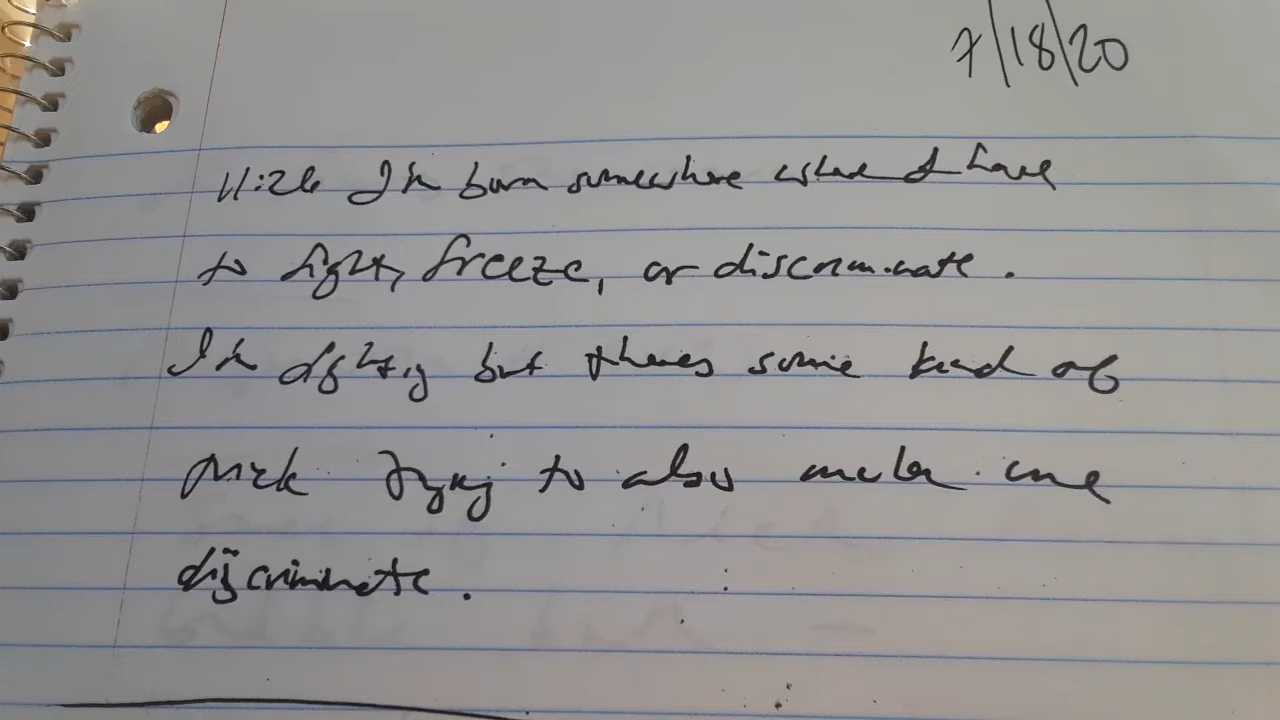 7/18/20
11:26 I'm born somewhere where I have
to fight, freeze, or discriminate.
I'm fighting but theres some kind of
trying to also make me
discriminate.